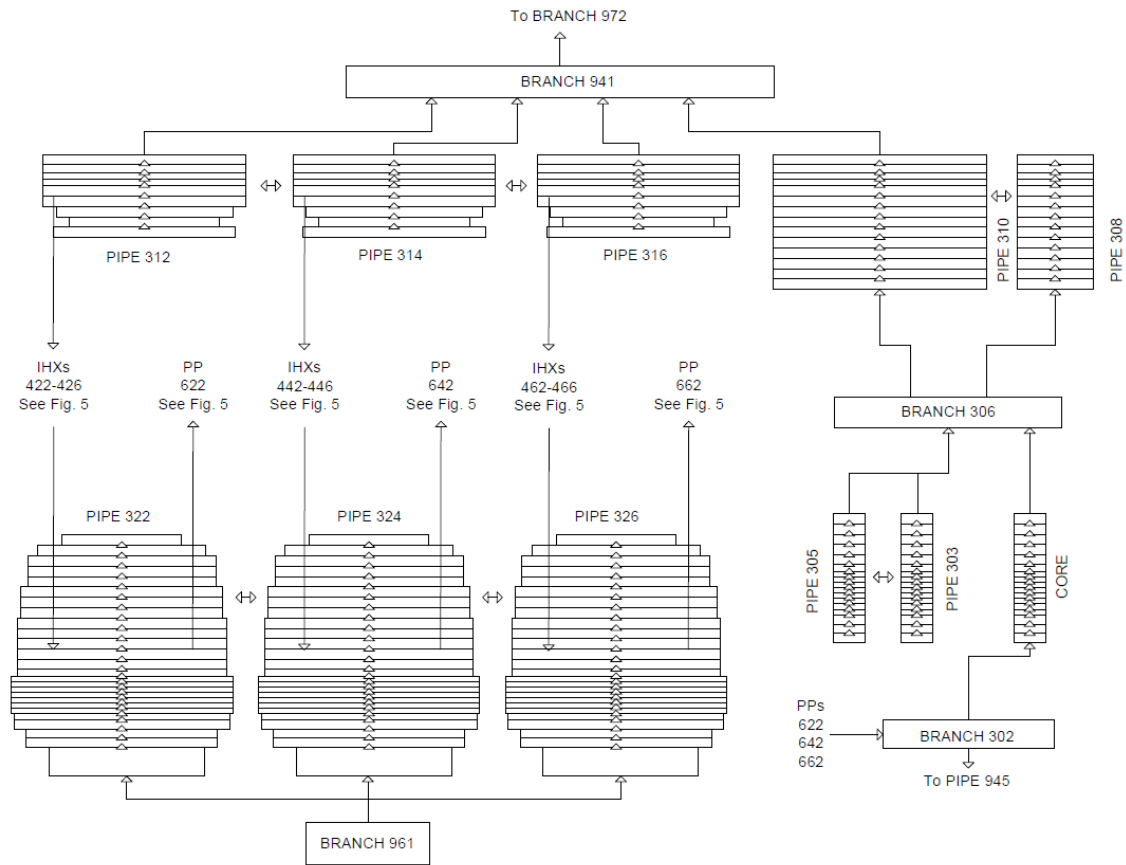 To BRANCH 972
BRANCH 941
PIPE 312
PIPE 314
PIPE 316
PIPE 310
PIPE 308
IHXs
422-426
See Fig. 5
PP
622
See Fig. 5
IHXs
442-446
See Fig. 5
PP
642
See Fig. 5
IHXs
462-466
See Fig. 5
PP
662
See Fig. 5
BRANCH 306
PIPE 322
PIPE 324
PIPE 326
PIPE 305
PIPE 303
CORE
PPs
622
642
662
BRANCH 302
To PIPE 945
BRANCH 961